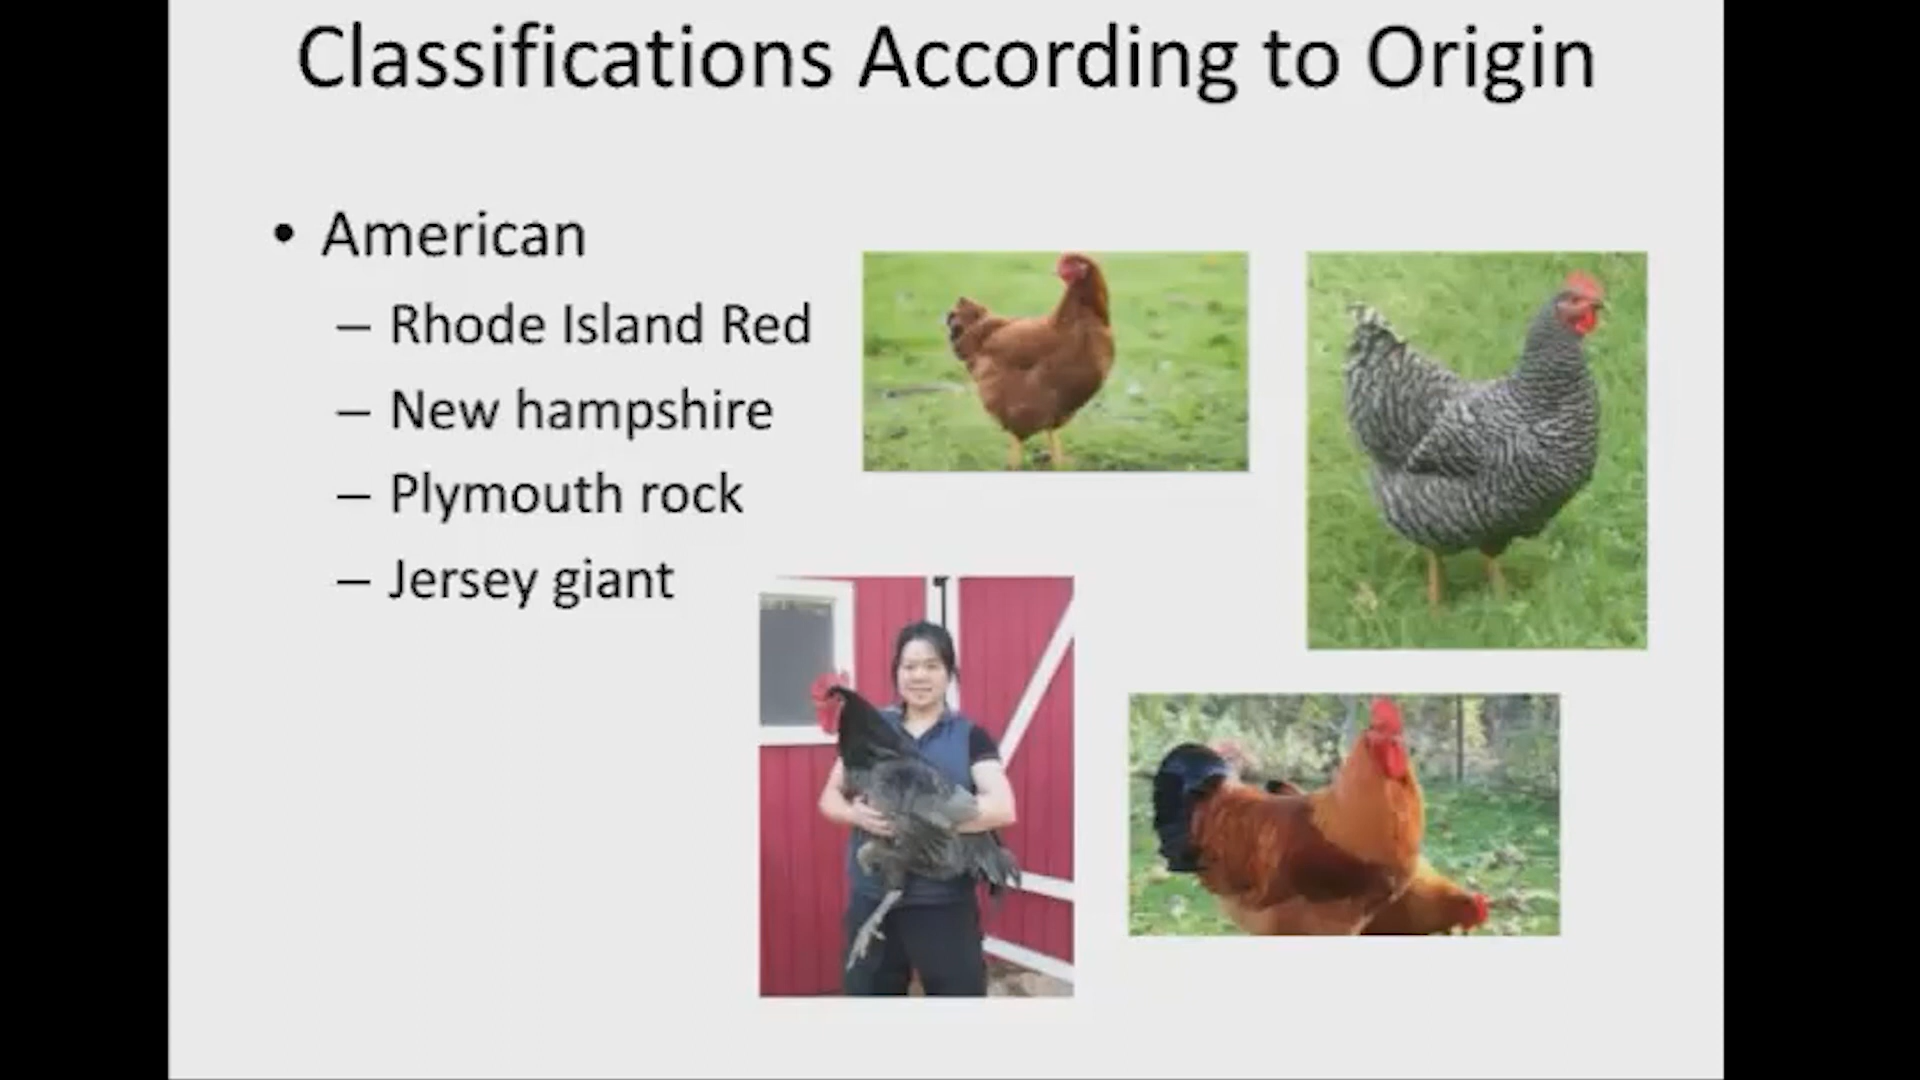 Classifications According to Origin
• American
– Rhode Island Red
– New hampshire
– Plymouth rock
– Jersey giant